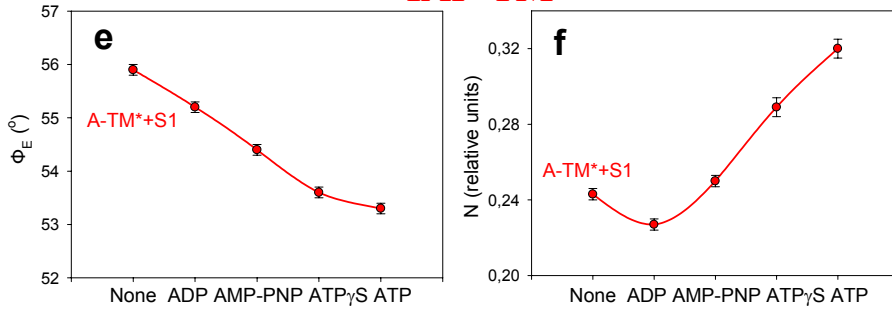 e
57
56
55
54
53
52
Φ_E (°)
A-TM*+S1
None ADP AMP-PNP ATPγS ATP
f
0,32
0,28
0,24
0,20
N (relative units)
A-TM*+S1
None ADP AMP-PNP ATPγS ATP